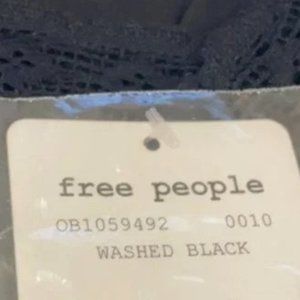 free people
OB1059492 0010
WASHED BLACK